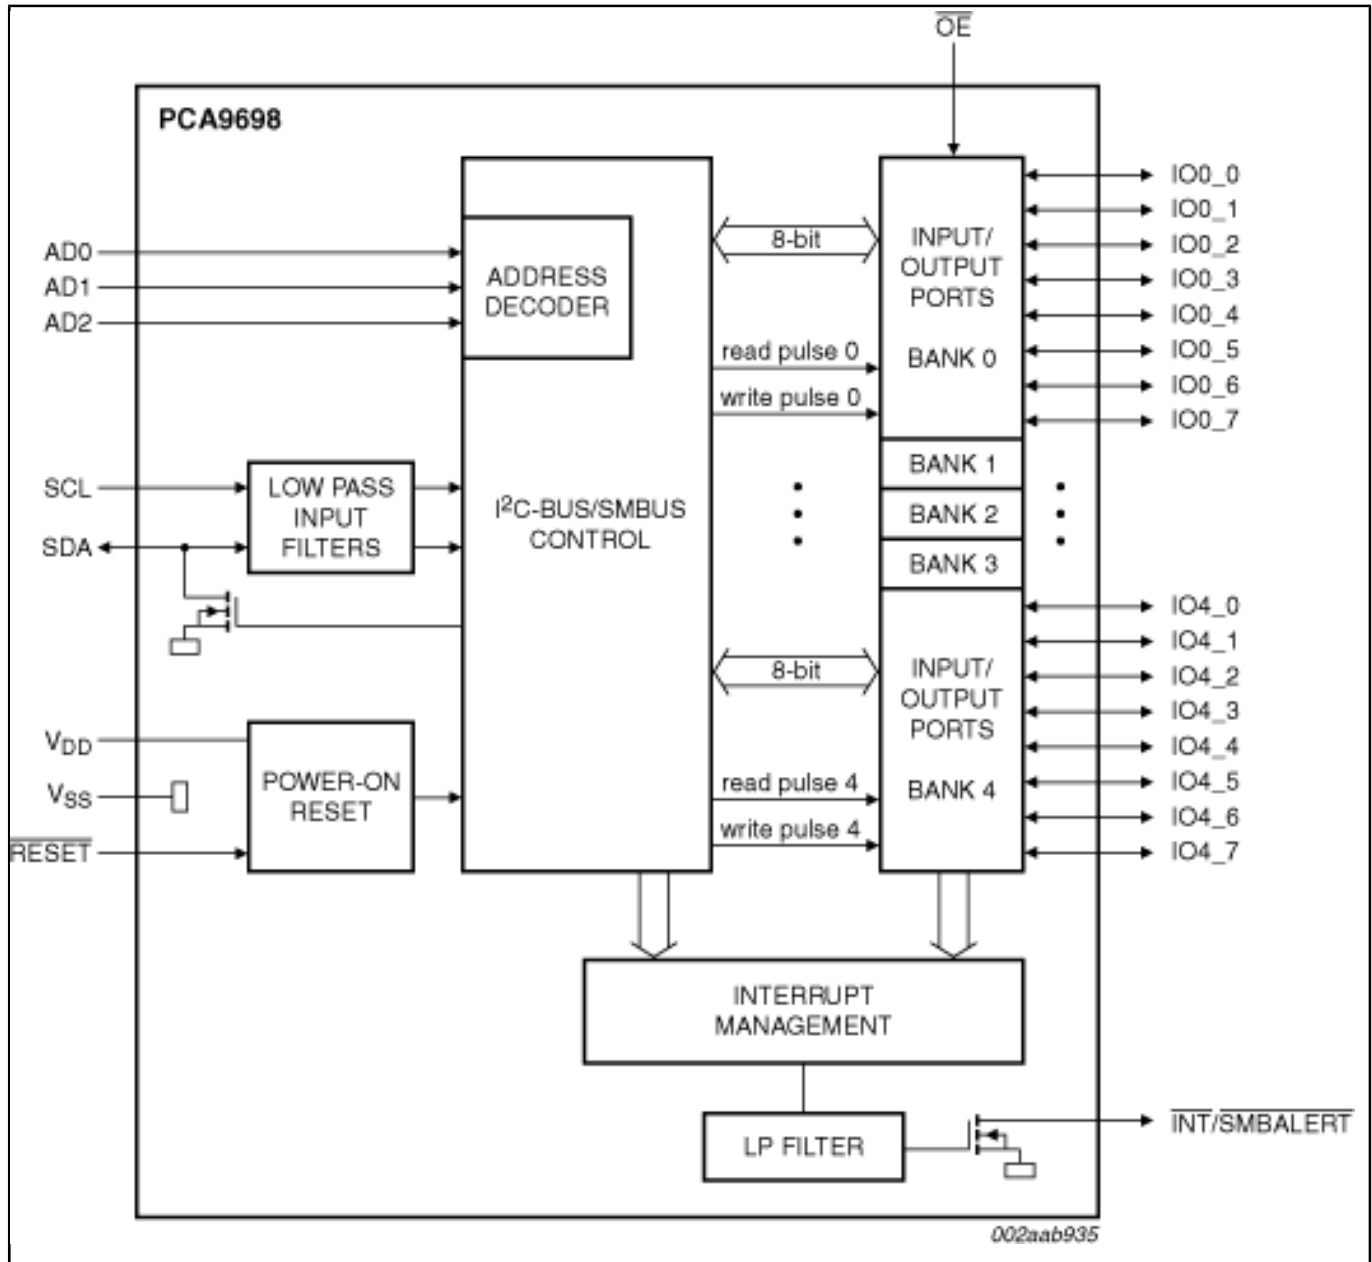 OE
PCA9698
AD0
AD1
AD2
SCL
SDA
VDD
VSS
RESET
ADDRESS
DECODER
LOW PASS
INPUT
FILTERS
I²C-BUS/SMBUS
CONTROL
POWER-ON
RESET
8-bit
read pulse 0
write pulse 0
8-bit
read pulse 4
write pulse 4
INPUT/
OUTPUT
PORTS
BANK 0
BANK 1
BANK 2
BANK 3
INPUT/
OUTPUT
PORTS
BANK 4
IO0_0
IO0_1
IO0_2
IO0_3
IO0_4
IO0_5
IO0_6
IO0_7
IO4_0
IO4_1
IO4_2
IO4_3
IO4_4
IO4_5
IO4_6
IO4_7
INTERRUPT
MANAGEMENT
LP FILTER
INT/SMBALERT
002aab935